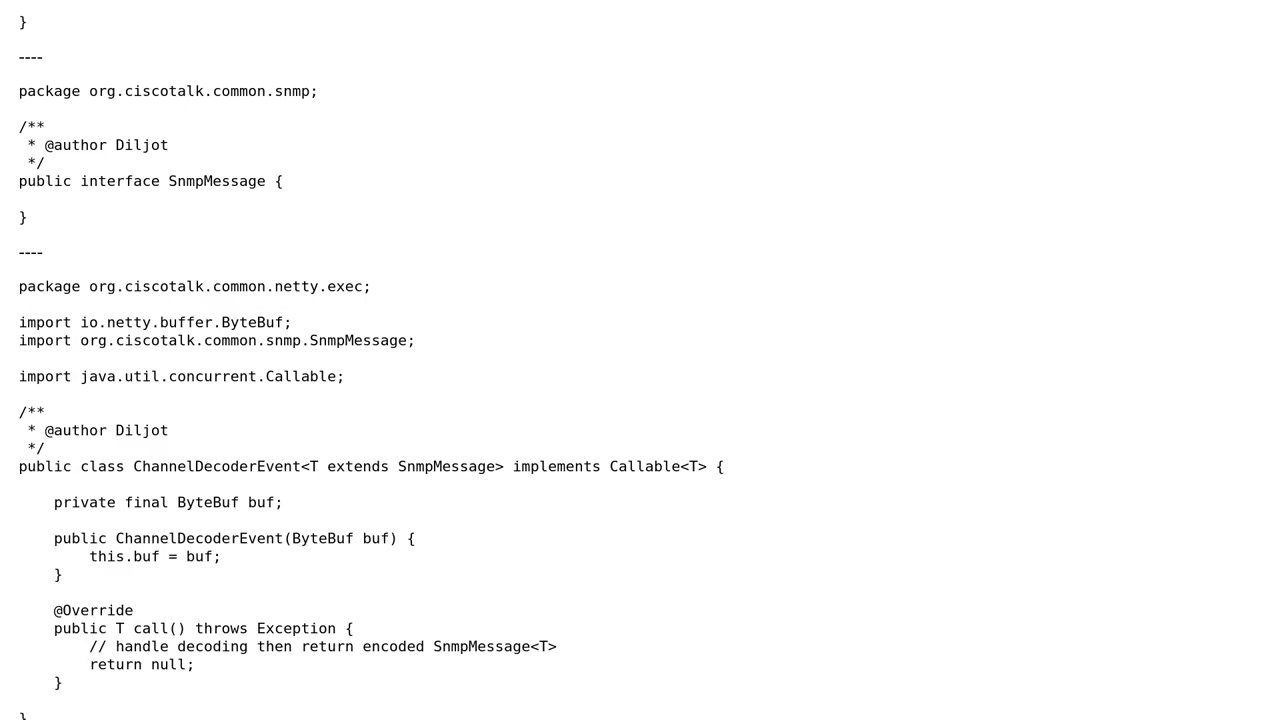 }
----
package org.ciscotalk.common.snmp;
/**
 * @author Diljot
 */
public interface SnmpMessage {
}
----
package org.ciscotalk.common.netty.exec;
import io.netty.buffer.ByteBuf;
import org.ciscotalk.common.snmp.SnmpMessage;
import java.util.concurrent.Callable;
/**
 * @author Diljot
 */
public class ChannelDecoderEvent<T extends SnmpMessage> implements Callable<T> {
    private final ByteBuf buf;
    public ChannelDecoderEvent(ByteBuf buf) {
        this.buf = buf;
    }
    @Override
    public T call() throws Exception {
        // handle decoding then return encoded SnmpMessage<T>
        return null;
    }
}